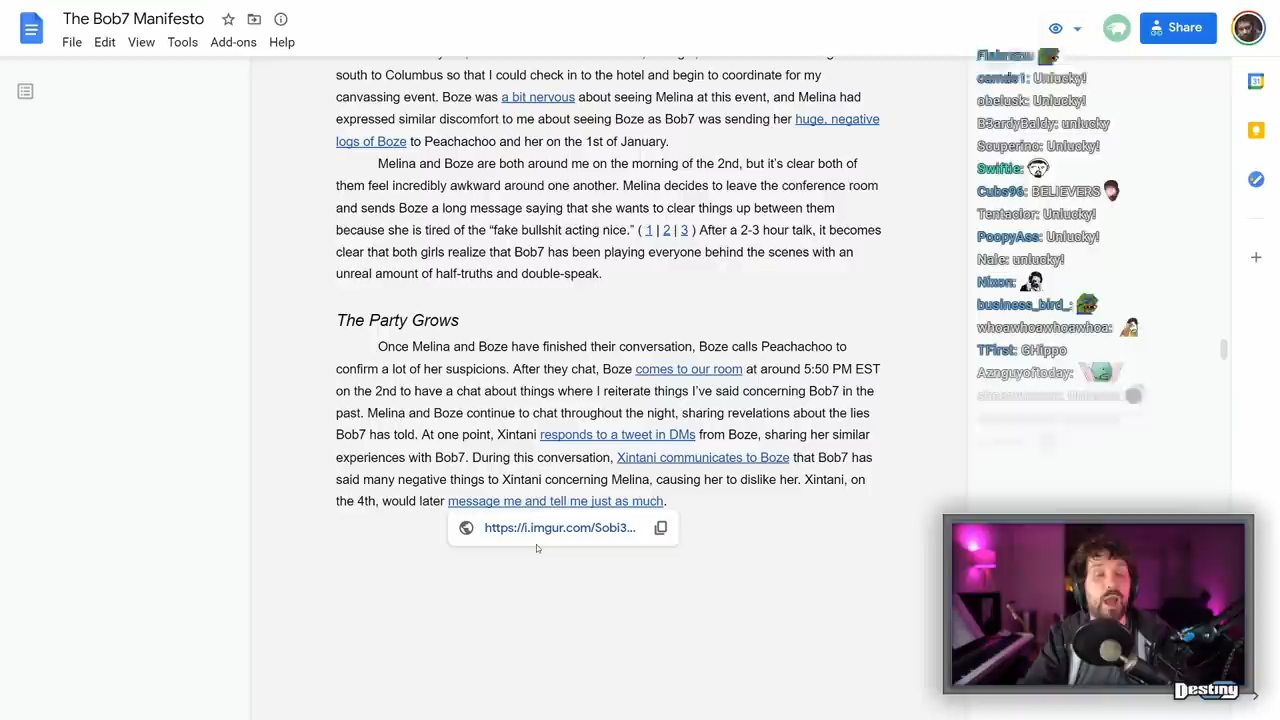 The Bob7 Manifesto
File Edit View Tools Add-ons Help
Share
south to Columbus so that I could check in to the hotel and begin to coordinate for my
canvassing event. Boze was a bit nervous about seeing Melina at this event, and Melina had
expressed similar discomfort to me about seeing Boze as Bob7 was sending her huge, negative
logs of Boze to Peachachoo and her on the 1st of January.
Melina and Boze are both around me on the morning of the 2nd, but it's clear both of
them feel incredibly awkward around one another. Melina decides to leave the conference room
and sends Boze a long message saying that she wants to clear things up between them
because she is tired of the “fake bullshit acting nice.” ( 1 | 2 | 3 ) After a 2-3 hour talk, it becomes
clear that both girls realize that Bob7 has been playing everyone behind the scenes with an
unreal amount of half-truths and double-speak.
The Party Grows
Once Melina and Boze have finished their conversation, Boze calls Peachachoo to
confirm a lot of her suspicions. After they chat, Boze comes to our room at around 5:50 PM EST
on the 2nd to have a chat about things where I reiterate things I've said concerning Bob7 in the
past. Melina and Boze continue to chat throughout the night, sharing revelations about the lies
Bob7 has told. At one point, Xintani responds to a tweet in DMs from Boze, sharing her similar
experiences with Bob7. During this conversation, Xintani communicates to Boze that Bob7 has
said many negative things to Xintani concerning Melina, causing her to dislike her. Xintani, on
the 4th, would later message me and tell me just as much.
https://i.imgur.com/Sobi3...
camds1: Unlucky!
obelusk: Unlucky!
B3ardyBaldy: unlucky
Scuperino: Unlucky!
Swiftie:
Cubs96: BELIEVERS
Tentacior: Unlucky!
PoopyAss: Unlucky!
Nale: unlucky!
Nixon:
business_bird_:
whoawhoawhoawhoa:
TFirst: GHippo
Aznguyoftoday:
31
Destiny